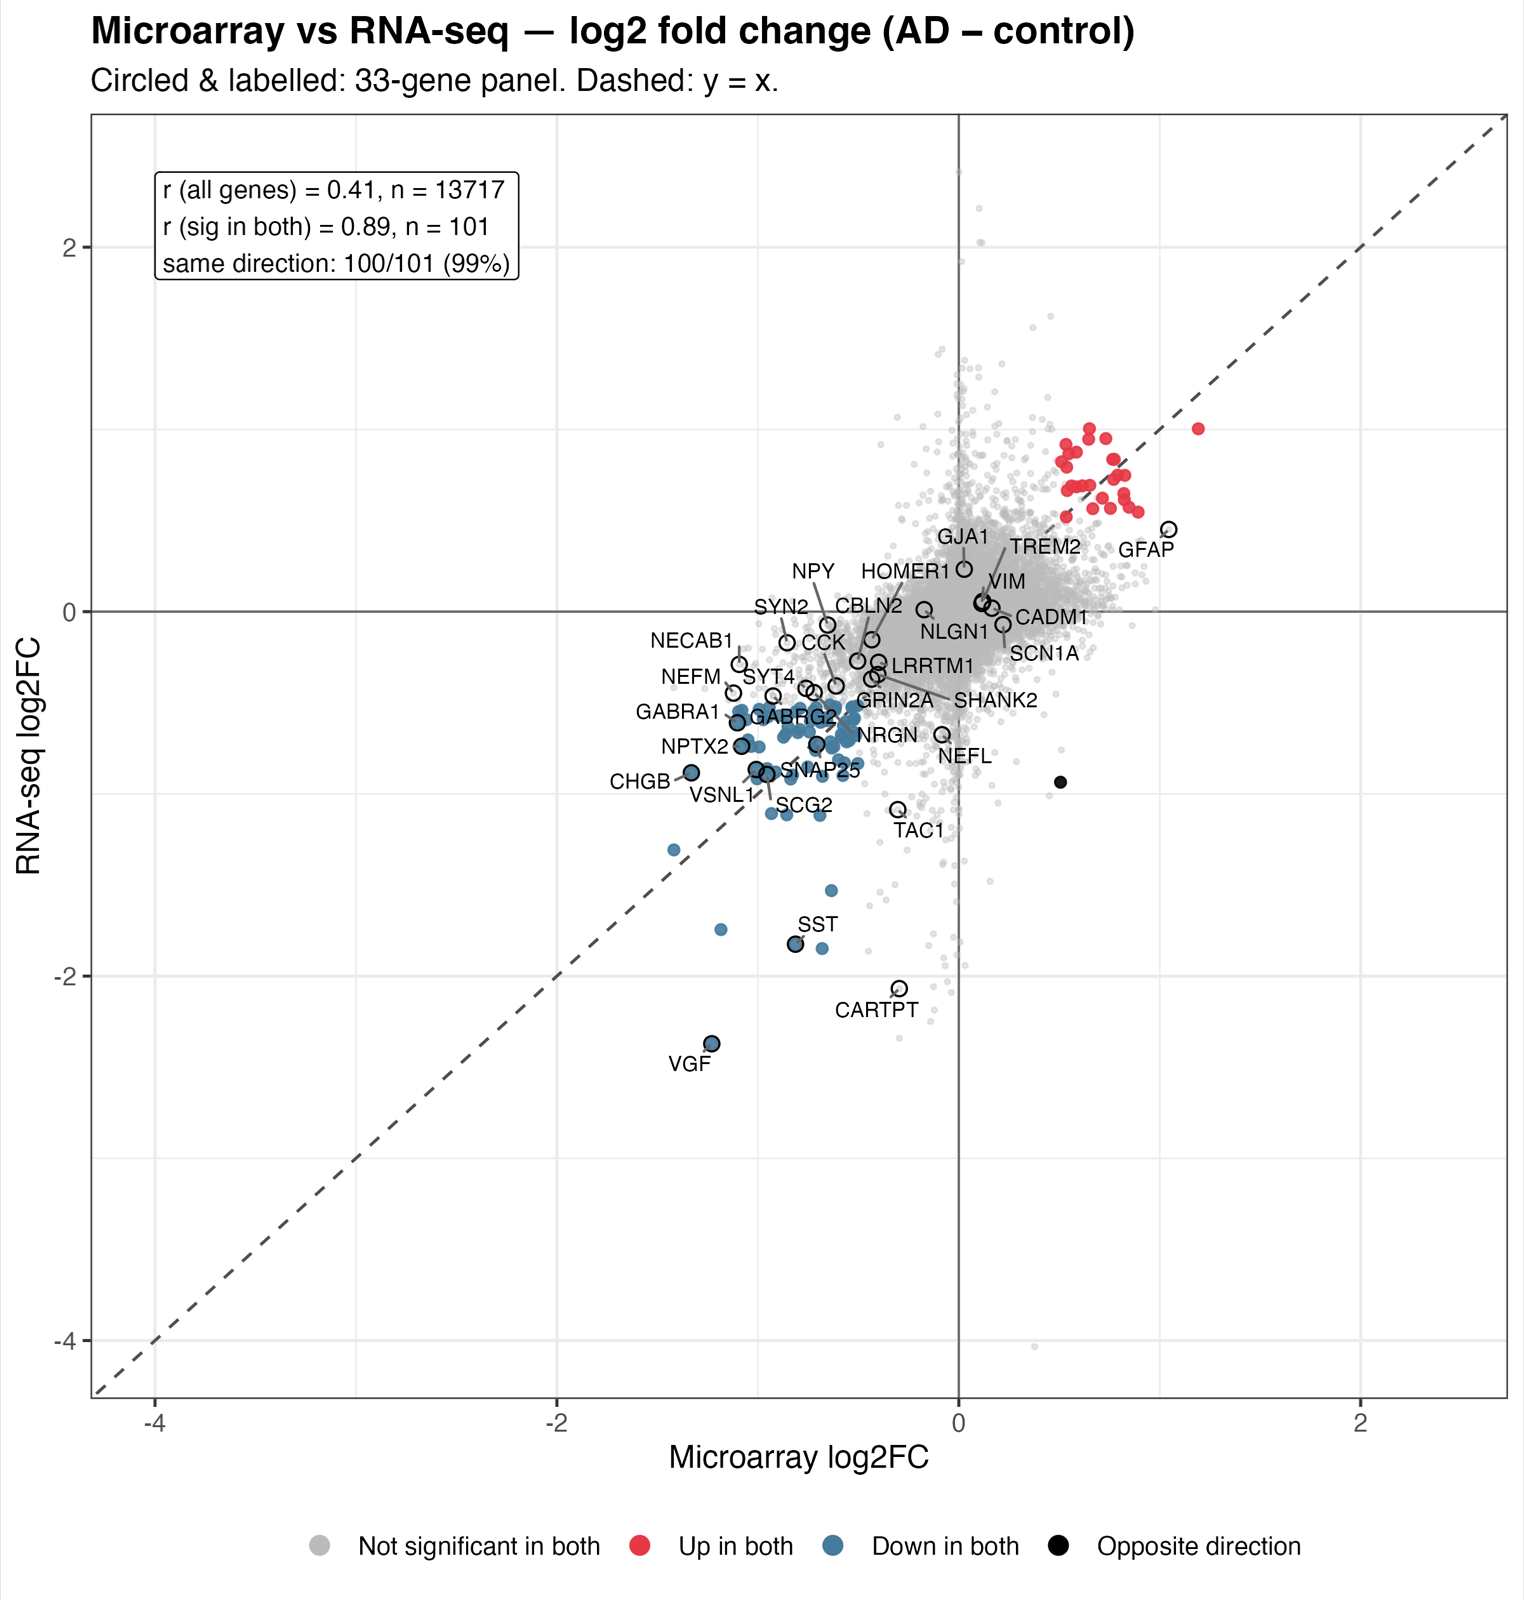 Microarray vs RNA-seq — log2 fold change (AD – control)
Circled & labelled: 33-gene panel. Dashed: y = x.
r (all genes) = 0.41, n = 13717
r (sig in both) = 0.89, n = 101
same direction: 100/101 (99%)
2
0
-2
-4
RNA-seq log2FC
GJA1
TREM2
GFAP
NPY
HOMER1
VIM
SYN2
CBLN2
CADM1
NECAB1
CCK
NLGN1
SCN1A
NEFM
SYT4
LRRTM1
GABRA1
GABRG2
GRIN2A
SHANK2
NPTX2
NRGN
NEFL
CHGB
VSNL1
SNAP25
SCG2
TAC1
SST
CARTPT
VGF
-4
-2
0
2
Microarray log2FC
Not significant in both
Up in both
Down in both
Opposite direction